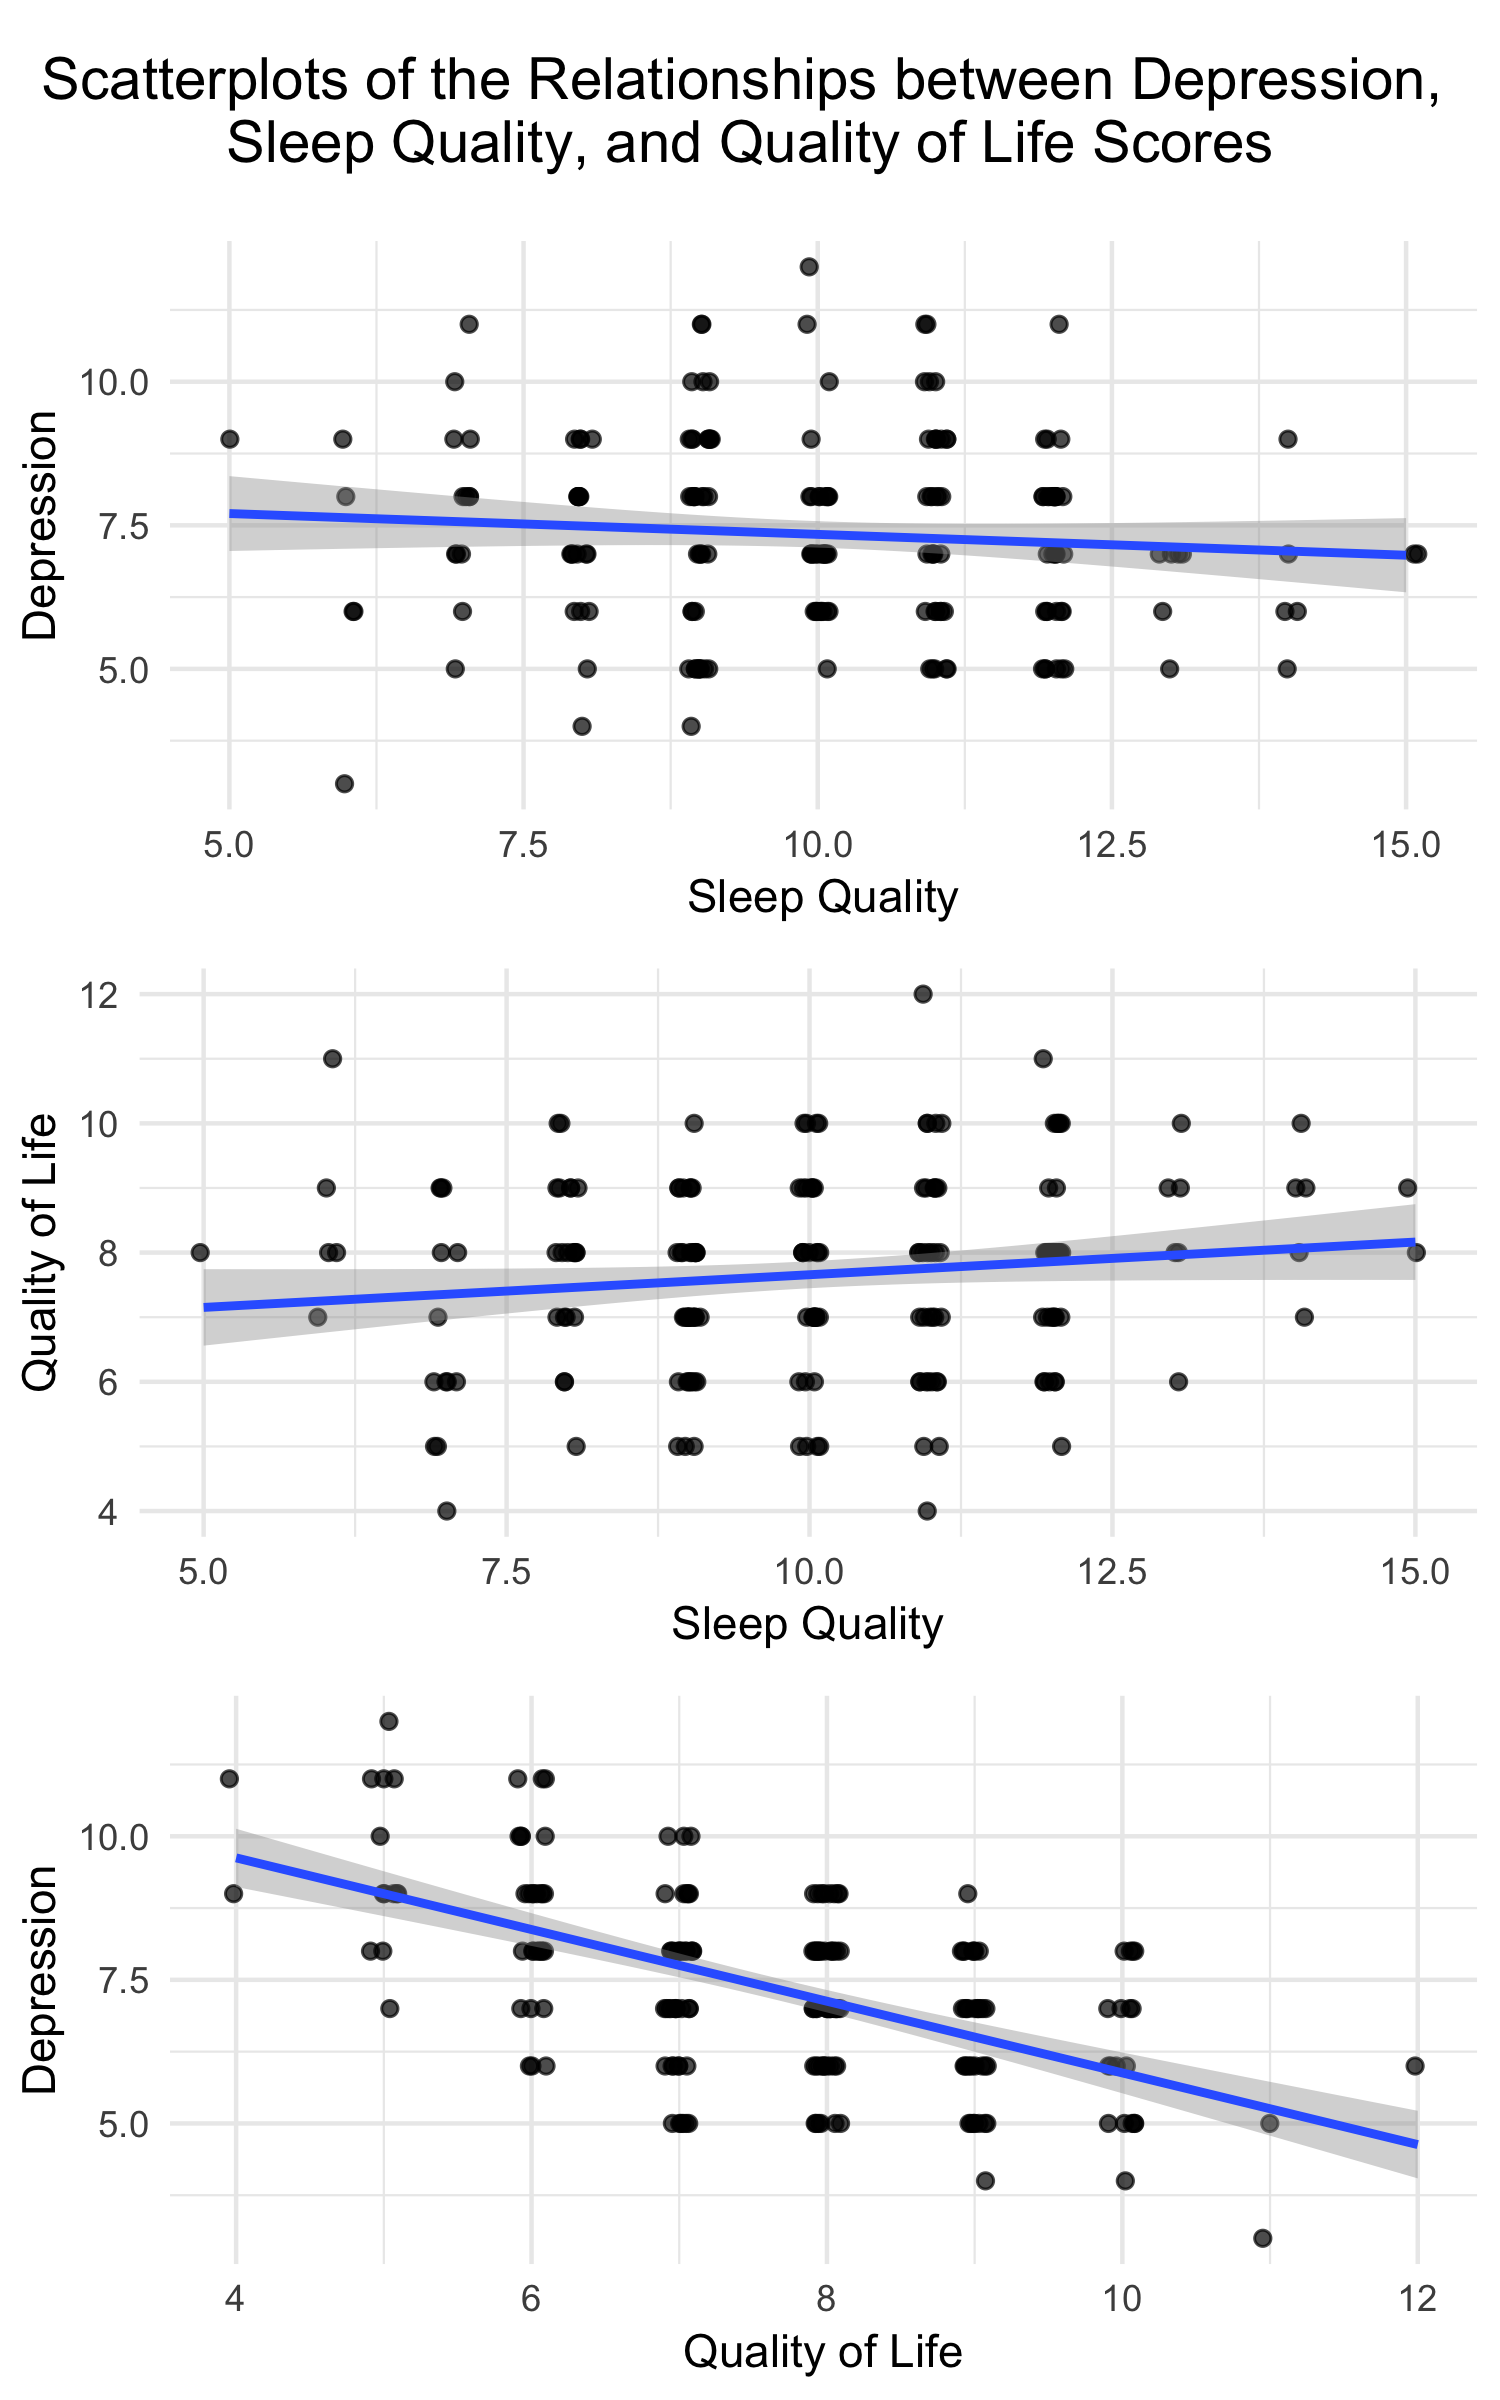 Scatterplots of the Relationships between Depression,
Sleep Quality, and Quality of Life Scores
Depression
10.0
7.5
5.0
5.0 7.5 10.0 12.5 15.0
Sleep Quality
Quality of Life
12
10
8
6
4
5.0 7.5 10.0 12.5 15.0
Sleep Quality
Depression
10.0
7.5
5.0
4 6 8 10 12
Quality of Life